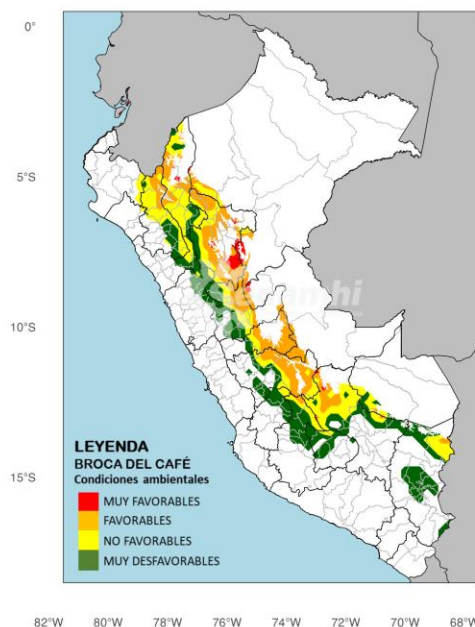 0°
5°S
10°S
15°S
LEYENDA
BROCA DEL CAFÉ
Condiciones ambientales
MUY FAVORABLES
FAVORABLES
NO FAVORABLES
MUY DESFAVORABLES
82°W 80°W 78°W 76°W 74°W 72°W 70°W 68°W